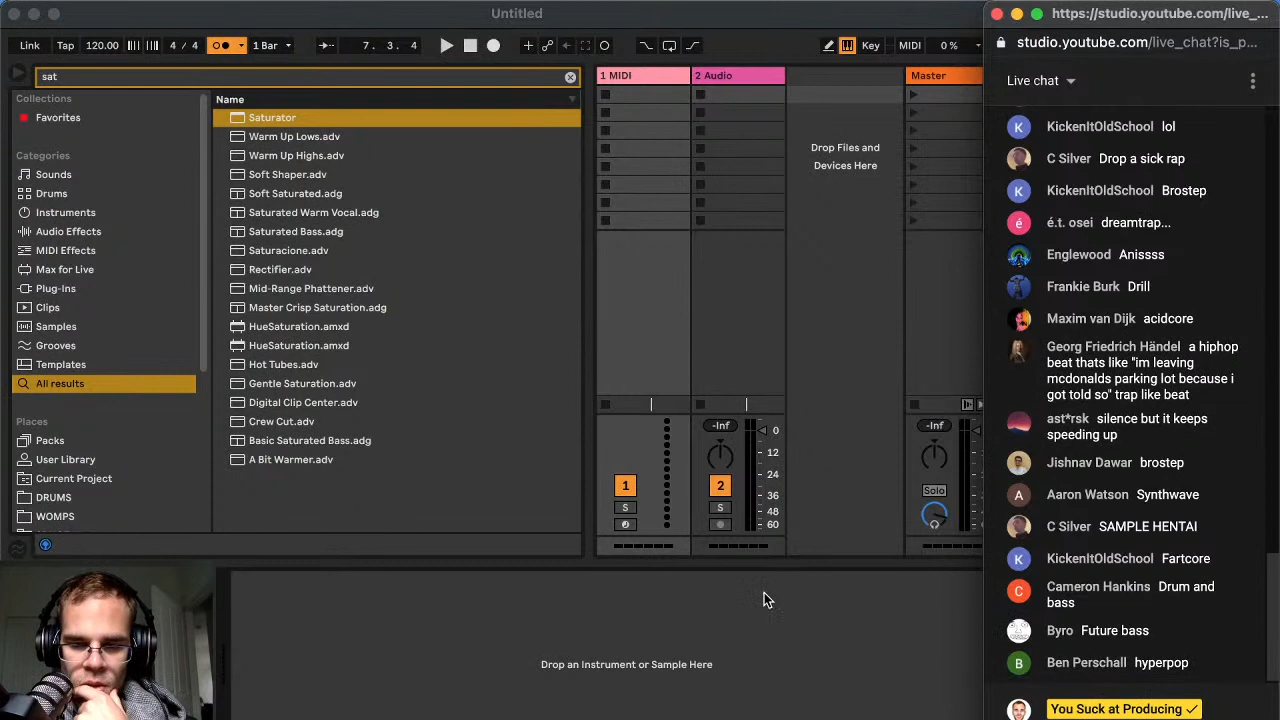 Untitled
Link Tap 120.00 4 / 4 1 Bar 7. 3. 4 Key MIDI 0 %
sat
Collections
Favorites
Categories
Sounds
Drums
Instruments
Audio Effects
MIDI Effects
Max for Live
Plug-Ins
Clips
Samples
Grooves
Templates
All results
Places
Packs
User Library
Current Project
DRUMS
WOMPS
Name
Saturator
Warm Up Lows.adv
Warm Up Highs.adv
Soft Shaper.adv
Soft Saturated.adg
Saturated Warm Vocal.adg
Saturated Bass.adg
Saturacione.adv
Rectifier.adv
Mid-Range Phattener.adv
Master Crisp Saturation.adg
HueSaturation.amxd
HueSaturation.amxd
Hot Tubes.adv
Gentle Saturation.adv
Digital Clip Center.adv
Crew Cut.adv
Basic Saturated Bass.adg
A Bit Warmer.adv
1 MIDI
2 Audio
Master
Drop Files and
Devices Here
-Inf
-Inf
0
12
24
36
48
60
1
S
2
S
Solo
Drop an Instrument or Sample Here
https://studio.youtube.com/live_...
studio.youtube.com/live_chat?is_p...
Live chat
K KickenItOldSchool lol
C Silver Drop a sick rap
K KickenItOldSchool Brostep
é é.t. osei dreamtrap...
Englewood Anissss
Frankie Burk Drill
Maxim van Dijk acidcore
Georg Friedrich Händel a hiphop
beat thats like "im leaving
mcdonalds parking lot because i
got told so" trap like beat
ast*rsk silence but it keeps
speeding up
Jishnav Dawar brostep
A Aaron Watson Synthwave
C Silver SAMPLE HENTAI
K KickenItOldSchool Fartcore
C Cameron Hankins Drum and
bass
Byro Future bass
B Ben Perschall hyperpop
You Suck at Producing